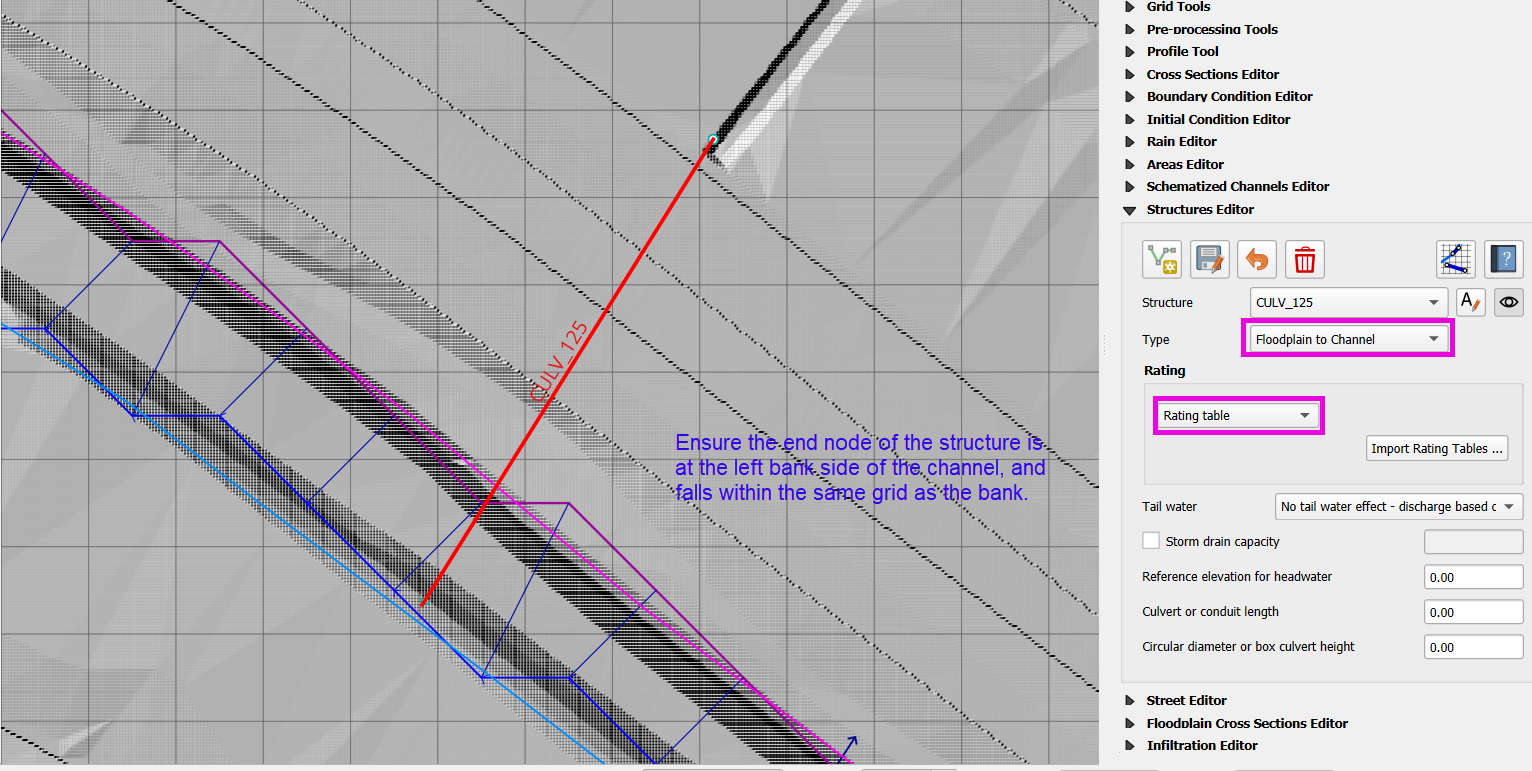 Grid Tools
Pre-processing Tools
Profile Tool
Cross Sections Editor
Boundary Condition Editor
Initial Condition Editor
Rain Editor
Areas Editor
Schematized Channels Editor
Structures Editor
Structure CULV_125
Type Floodplain to Channel
Rating
Rating table
Import Rating Tables ...
Tail water No tail water effect - discharge based c
Storm drain capacity
Reference elevation for headwater 0.00
Culvert or conduit length 0.00
Circular diameter or box culvert height 0.00
Street Editor
Floodplain Cross Sections Editor
Infiltration Editor
CULV_125
Ensure the end node of the structure is
at the left bank side of the channel, and
falls within the same grid as the bank.